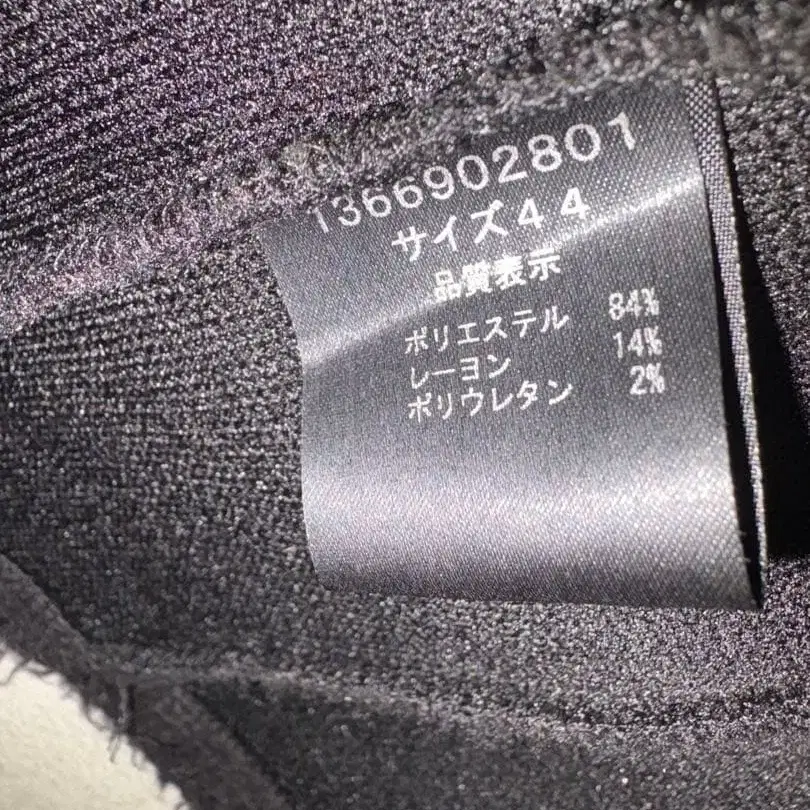 1366902801
サイズ44
品質表示
ポリエステル 84%
レーヨン 14%
ポリウレタン 2%